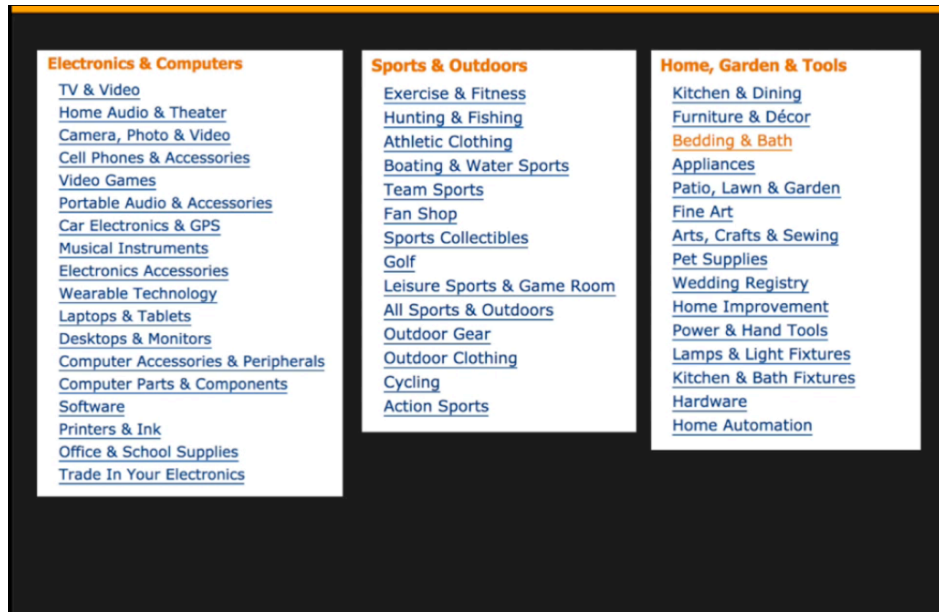 Electronics & Computers
TV & Video
Home Audio & Theater
Camera, Photo & Video
Cell Phones & Accessories
Video Games
Portable Audio & Accessories
Car Electronics & GPS
Musical Instruments
Electronics Accessories
Wearable Technology
Laptops & Tablets
Desktops & Monitors
Computer Accessories & Peripherals
Computer Parts & Components
Software
Printers & Ink
Office & School Supplies
Trade In Your Electronics
Sports & Outdoors
Exercise & Fitness
Hunting & Fishing
Athletic Clothing
Boating & Water Sports
Team Sports
Fan Shop
Sports Collectibles
Golf
Leisure Sports & Game Room
All Sports & Outdoors
Outdoor Gear
Outdoor Clothing
Cycling
Action Sports
Home, Garden & Tools
Kitchen & Dining
Furniture & Décor
Bedding & Bath
Appliances
Patio, Lawn & Garden
Fine Art
Arts, Crafts & Sewing
Pet Supplies
Wedding Registry
Home Improvement
Power & Hand Tools
Lamps & Light Fixtures
Kitchen & Bath Fixtures
Hardware
Home Automation